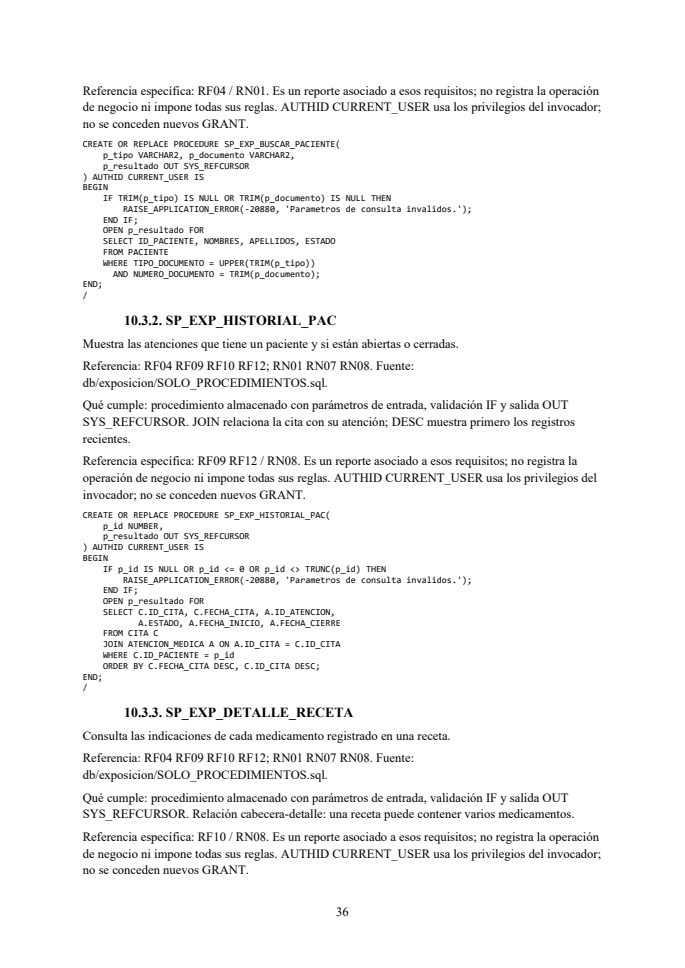 Referencia específica: RF04 / RN01. Es un reporte asociado a esos requisitos; no registra la operación
de negocio ni impone todas sus reglas. AUTHID CURRENT_USER usa los privilegios del invocador;
no se conceden nuevos GRANT.
CREATE OR REPLACE PROCEDURE SP_EXP_BUSCAR_PACIENTE(
    p_tipo VARCHAR2, p_documento VARCHAR2,
    p_resultado OUT SYS_REFCURSOR
) AUTHID CURRENT_USER IS
BEGIN
    IF TRIM(p_tipo) IS NULL OR TRIM(p_documento) IS NULL THEN
        RAISE_APPLICATION_ERROR(-20880, 'Parametros de consulta invalidos.');
    END IF;
    OPEN p_resultado FOR
    SELECT ID_PACIENTE, NOMBRES, APELLIDOS, ESTADO
    FROM PACIENTE
    WHERE TIPO_DOCUMENTO = UPPER(TRIM(p_tipo))
      AND NUMERO_DOCUMENTO = TRIM(p_documento);
END;
/
10.3.2. SP_EXP_HISTORIAL_PAC
Muestra las atenciones que tiene un paciente y si están abiertas o cerradas.
Referencia: RF04 RF09 RF10 RF12; RN01 RN07 RN08. Fuente:
db/exposicion/SOLO_PROCEDIMIENTOS.sql.
Qué cumple: procedimiento almacenado con parámetros de entrada, validación IF y salida OUT
SYS_REFCURSOR. JOIN relaciona la cita con su atención; DESC muestra primero los registros
recientes.
Referencia específica: RF09 RF12 / RN08. Es un reporte asociado a esos requisitos; no registra la
operación de negocio ni impone todas sus reglas. AUTHID CURRENT_USER usa los privilegios del
invocador; no se conceden nuevos GRANT.
CREATE OR REPLACE PROCEDURE SP_EXP_HISTORIAL_PAC(
    p_id NUMBER,
    p_resultado OUT SYS_REFCURSOR
) AUTHID CURRENT_USER IS
BEGIN
    IF p_id IS NULL OR p_id <= 0 OR p_id <> TRUNC(p_id) THEN
        RAISE_APPLICATION_ERROR(-20880, 'Parametros de consulta invalidos.');
    END IF;
    OPEN p_resultado FOR
    SELECT C.ID_CITA, C.FECHA_CITA, A.ID_ATENCION,
           A.ESTADO, A.FECHA_INICIO, A.FECHA_CIERRE
    FROM CITA C
    JOIN ATENCION_MEDICA A ON A.ID_CITA = C.ID_CITA
    WHERE C.ID_PACIENTE = p_id
    ORDER BY C.FECHA_CITA DESC, C.ID_CITA DESC;
END;
/
10.3.3. SP_EXP_DETALLE_RECETA
Consulta las indicaciones de cada medicamento registrado en una receta.
Referencia: RF04 RF09 RF10 RF12; RN01 RN07 RN08. Fuente:
db/exposicion/SOLO_PROCEDIMIENTOS.sql.
Qué cumple: procedimiento almacenado con parámetros de entrada, validación IF y salida OUT
SYS_REFCURSOR. Relación cabecera-detalle: una receta puede contener varios medicamentos.
Referencia específica: RF10 / RN08. Es un reporte asociado a esos requisitos; no registra la operación
de negocio ni impone todas sus reglas. AUTHID CURRENT_USER usa los privilegios del invocador;
no se conceden nuevos GRANT.
36